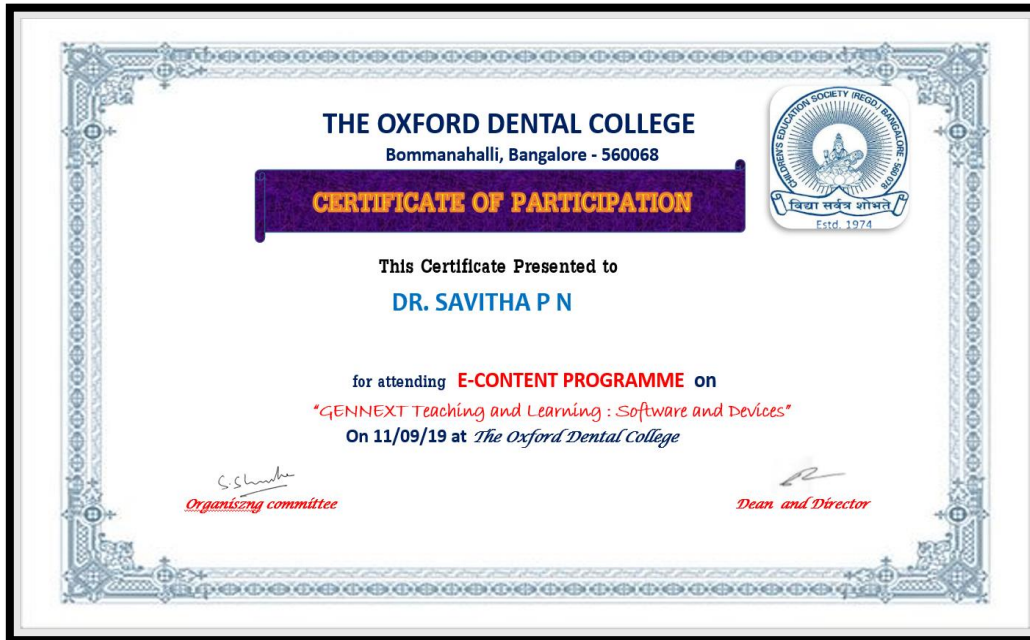 THE OXFORD DENTAL COLLEGE
Bommanahalli, Bangalore - 560068
CHILDREN'S EDUCATION SOCIETY (REGD.) BANGALORE - 560 078
विद्या सर्वत्र शोभते
Estd. 1974
CERTIFICATE OF PARTICIPATION
This Certificate Presented to
DR. SAVITHA P N
for attending E-CONTENT PROGRAMME on
"GENNEXT Teaching and Learning : Software and Devices"
On 11/09/19 at The Oxford Dental College
Organiszng committee
Dean and Director